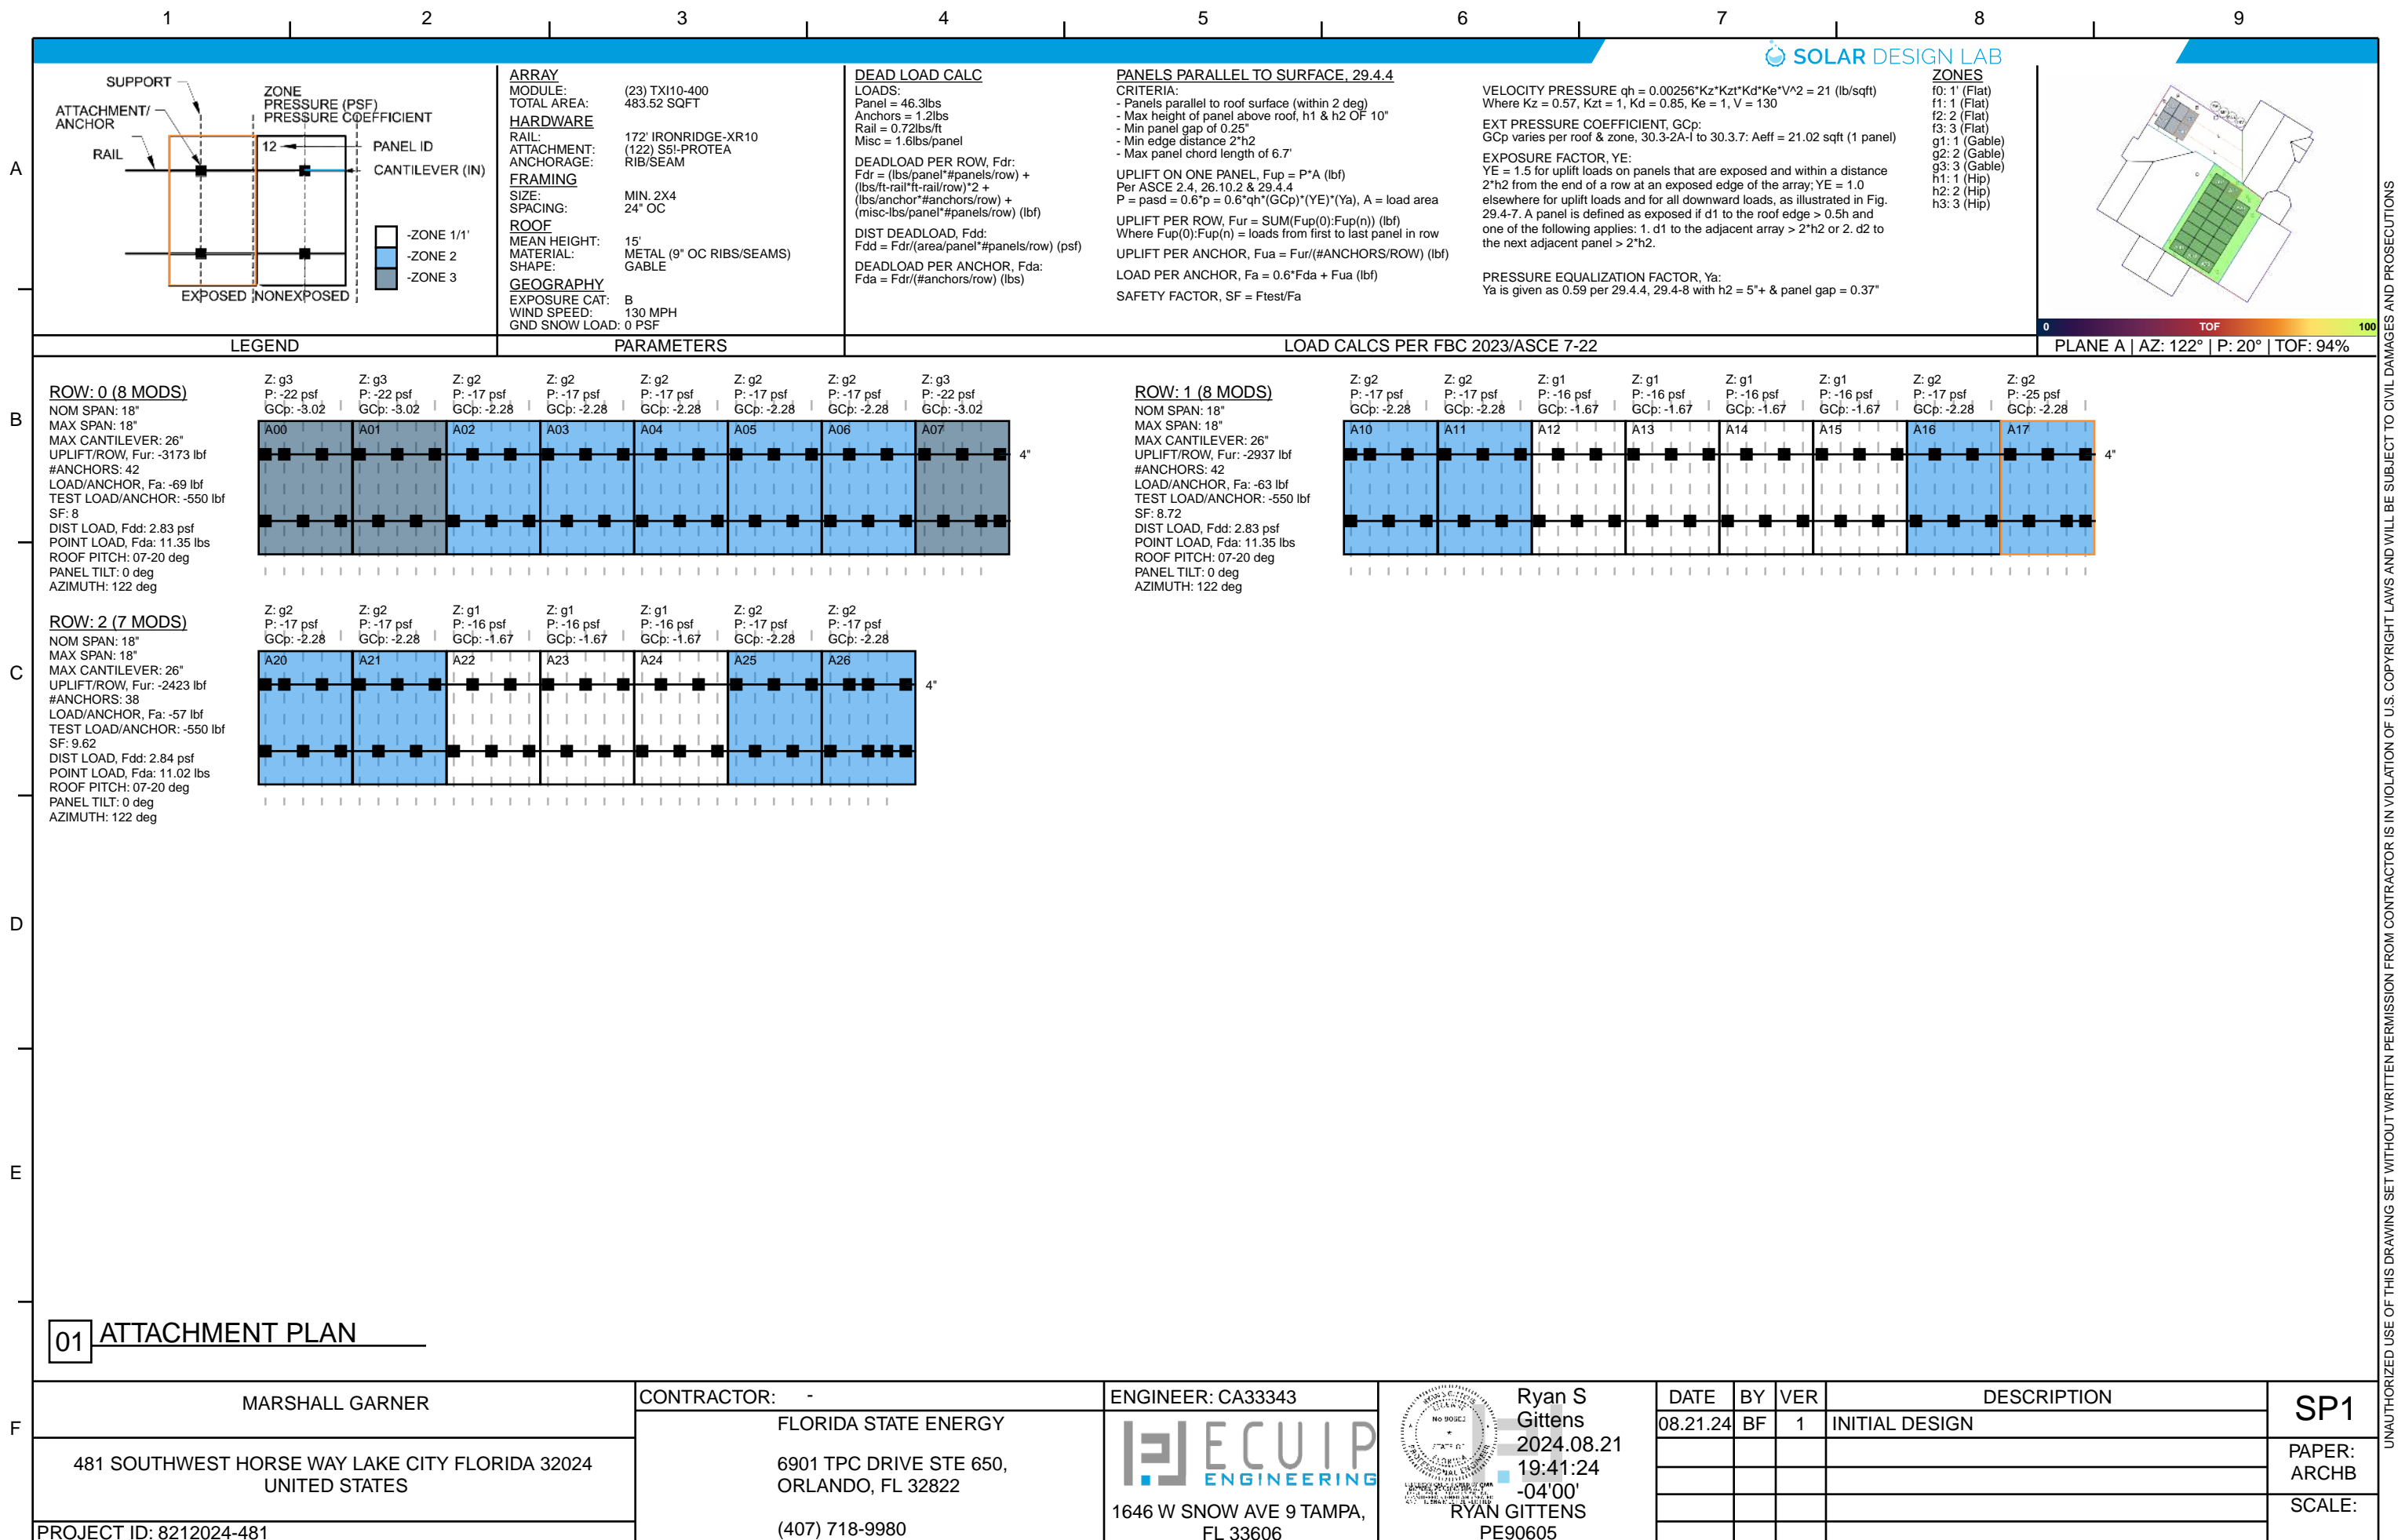 1 2 3 4 5 6 7 8 9
SOLAR DESIGN LAB
A
B
C
D
E
F
SUPPORT
ATTACHMENT/
ANCHOR
RAIL
ZONE
PRESSURE (PSF)
PRESSURE COEFFICIENT
12
PANEL ID
CANTILEVER (IN)
-ZONE 1/1'
-ZONE 2
-ZONE 3
EXPOSED NONEXPOSED
LEGEND
ARRAY
MODULE: (23) TXI10-400
TOTAL AREA: 483.52 SQFT
HARDWARE
RAIL: 172' IRONRIDGE-XR10
ATTACHMENT: (122) S5!-PROTEA
ANCHORAGE: RIB/SEAM
FRAMING
SIZE: MIN. 2X4
SPACING: 24" OC
ROOF
MEAN HEIGHT: 15'
MATERIAL: METAL (9" OC RIBS/SEAMS)
SHAPE: GABLE
GEOGRAPHY
EXPOSURE CAT: B
WIND SPEED: 130 MPH
GND SNOW LOAD: 0 PSF
PARAMETERS
DEAD LOAD CALC
LOADS:
Panel = 46.3lbs
Anchors = 1.2lbs
Rail = 0.72lbs/ft
Misc = 1.6lbs/panel
DEADLOAD PER ROW, Fdr:
Fdr = (lbs/panel*#panels/row) +
(lbs/ft-rail*ft-rail/row)*2 +
(lbs/anchor*#anchors/row) +
(misc-lbs/panel*#panels/row) (lbf)
DIST DEADLOAD, Fdd:
Fdd = Fdr/(area/panel*#panels/row) (psf)
DEADLOAD PER ANCHOR, Fda:
Fda = Fdr/(#anchors/row) (lbs)
PANELS PARALLEL TO SURFACE, 29.4.4
CRITERIA:
- Panels parallel to roof surface (within 2 deg)
- Max height of panel above roof, h1 & h2 OF 10"
- Min panel gap of 0.25"
- Min edge distance 2*h2
- Max panel chord length of 6.7'
UPLIFT ON ONE PANEL, Fup = P*A (lbf)
Per ASCE 2.4, 26.10.2 & 29.4.4
P = pasd = 0.6*p = 0.6*qh*(GCp)*(YE)*(Ya), A = load area
UPLIFT PER ROW, Fur = SUM(Fup(0):Fup(n)) (lbf)
Where Fup(0):Fup(n) = loads from first to last panel in row
UPLIFT PER ANCHOR, Fua = Fur/(#ANCHORS/ROW) (lbf)
LOAD PER ANCHOR, Fa = 0.6*Fda + Fua (lbf)
SAFETY FACTOR, SF = Ftest/Fa
VELOCITY PRESSURE qh = 0.00256*Kz*Kzt*Kd*Ke*V^2 = 21 (lb/sqft)
Where Kz = 0.57, Kzt = 1, Kd = 0.85, Ke = 1, V = 130
EXT PRESSURE COEFFICIENT, GCp:
GCp varies per roof & zone, 30.3-2A-I to 30.3.7: Aeff = 21.02 sqft (1 panel)
EXPOSURE FACTOR, YE:
YE = 1.5 for uplift loads on panels that are exposed and within a distance
2*h2 from the end of a row at an exposed edge of the array; YE = 1.0
elsewhere for uplift loads and for all downward loads, as illustrated in Fig.
29.4-7. A panel is defined as exposed if d1 to the roof edge > 0.5h and
one of the following applies: 1. d1 to the adjacent array > 2*h2 or 2. d2 to
the next adjacent panel > 2*h2.
PRESSURE EQUALIZATION FACTOR, Ya:
Ya is given as 0.59 per 29.4.4, 29.4-8 with h2 = 5"+ & panel gap = 0.37"
ZONES
f0: 1' (Flat)
f1: 1 (Flat)
f2: 2 (Flat)
f3: 3 (Flat)
g1: 1 (Gable)
g2: 2 (Gable)
g3: 3 (Gable)
h1: 1 (Hip)
h2: 2 (Hip)
h3: 3 (Hip)
LOAD CALCS PER FBC 2023/ASCE 7-22
0 TOF 100
PLANE A | AZ: 122° | P: 20° | TOF: 94%
ROW: 0 (8 MODS)
NOM SPAN: 18"
MAX SPAN: 18"
MAX CANTILEVER: 26"
UPLIFT/ROW, Fur: -3173 lbf
#ANCHORS: 42
LOAD/ANCHOR, Fa: -69 lbf
TEST LOAD/ANCHOR: -550 lbf
SF: 8
DIST LOAD, Fdd: 2.83 psf
POINT LOAD, Fda: 11.35 lbs
ROOF PITCH: 07-20 deg
PANEL TILT: 0 deg
AZIMUTH: 122 deg
Z: g3 Z: g3 Z: g2 Z: g2 Z: g2 Z: g2 Z: g2 Z: g3
P: -22 psf P: -22 psf P: -17 psf P: -17 psf P: -17 psf P: -17 psf P: -17 psf P: -22 psf
GCp: -3.02 GCp: -3.02 GCp: -2.28 GCp: -2.28 GCp: -2.28 GCp: -2.28 GCp: -2.28 GCp: -3.02
A00 A01 A02 A03 A04 A05 A06 A07
4"
ROW: 1 (8 MODS)
NOM SPAN: 18"
MAX SPAN: 18"
MAX CANTILEVER: 26"
UPLIFT/ROW, Fur: -2937 lbf
#ANCHORS: 42
LOAD/ANCHOR, Fa: -63 lbf
TEST LOAD/ANCHOR: -550 lbf
SF: 8.72
DIST LOAD, Fdd: 2.83 psf
POINT LOAD, Fda: 11.35 lbs
ROOF PITCH: 07-20 deg
PANEL TILT: 0 deg
AZIMUTH: 122 deg
Z: g2 Z: g2 Z: g1 Z: g1 Z: g1 Z: g1 Z: g2 Z: g2
P: -17 psf P: -17 psf P: -16 psf P: -16 psf P: -16 psf P: -16 psf P: -17 psf P: -25 psf
GCp: -2.28 GCp: -2.28 GCp: -1.67 GCp: -1.67 GCp: -1.67 GCp: -1.67 GCp: -2.28 GCp: -2.28
A10 A11 A12 A13 A14 A15 A16 A17
4"
ROW: 2 (7 MODS)
NOM SPAN: 18"
MAX SPAN: 18"
MAX CANTILEVER: 26"
UPLIFT/ROW, Fur: -2423 lbf
#ANCHORS: 38
LOAD/ANCHOR, Fa: -57 lbf
TEST LOAD/ANCHOR: -550 lbf
SF: 9.62
DIST LOAD, Fdd: 2.84 psf
POINT LOAD, Fda: 11.02 lbs
ROOF PITCH: 07-20 deg
PANEL TILT: 0 deg
AZIMUTH: 122 deg
Z: g2 Z: g2 Z: g1 Z: g1 Z: g1 Z: g2 Z: g2
P: -17 psf P: -17 psf P: -16 psf P: -16 psf P: -16 psf P: -17 psf P: -17 psf
GCp: -2.28 GCp: -2.28 GCp: -1.67 GCp: -1.67 GCp: -1.67 GCp: -2.28 GCp: -2.28
A20 A21 A22 A23 A24 A25 A26
4"
01 ATTACHMENT PLAN
MARSHALL GARNER
481 SOUTHWEST HORSE WAY LAKE CITY FLORIDA 32024
UNITED STATES
PROJECT ID: 8212024-481
CONTRACTOR: -
FLORIDA STATE ENERGY
6901 TPC DRIVE STE 650,
ORLANDO, FL 32822
(407) 718-9980
ENGINEER: CA33343
ECUIP
ENGINEERING
1646 W SNOW AVE 9 TAMPA,
FL 33606
STATE OF
FLORIDA
PROFESSIONAL ENGINEER
Ryan S
Gittens
2024.08.21
19:41:24
-04'00'
RYAN GITTENS
PE90605
DATE BY VER DESCRIPTION
08.21.24 BF 1 INITIAL DESIGN
SP1
PAPER:
ARCHB
SCALE:
UNAUTHORIZED USE OF THIS DRAWING SET WITHOUT WRITTEN PERMISSION FROM CONTRACTOR IS IN VIOLATION OF U.S. COPYRIGHT LAWS AND WILL BE SUBJECT TO CIVIL DAMAGES AND PROSECUTIONS